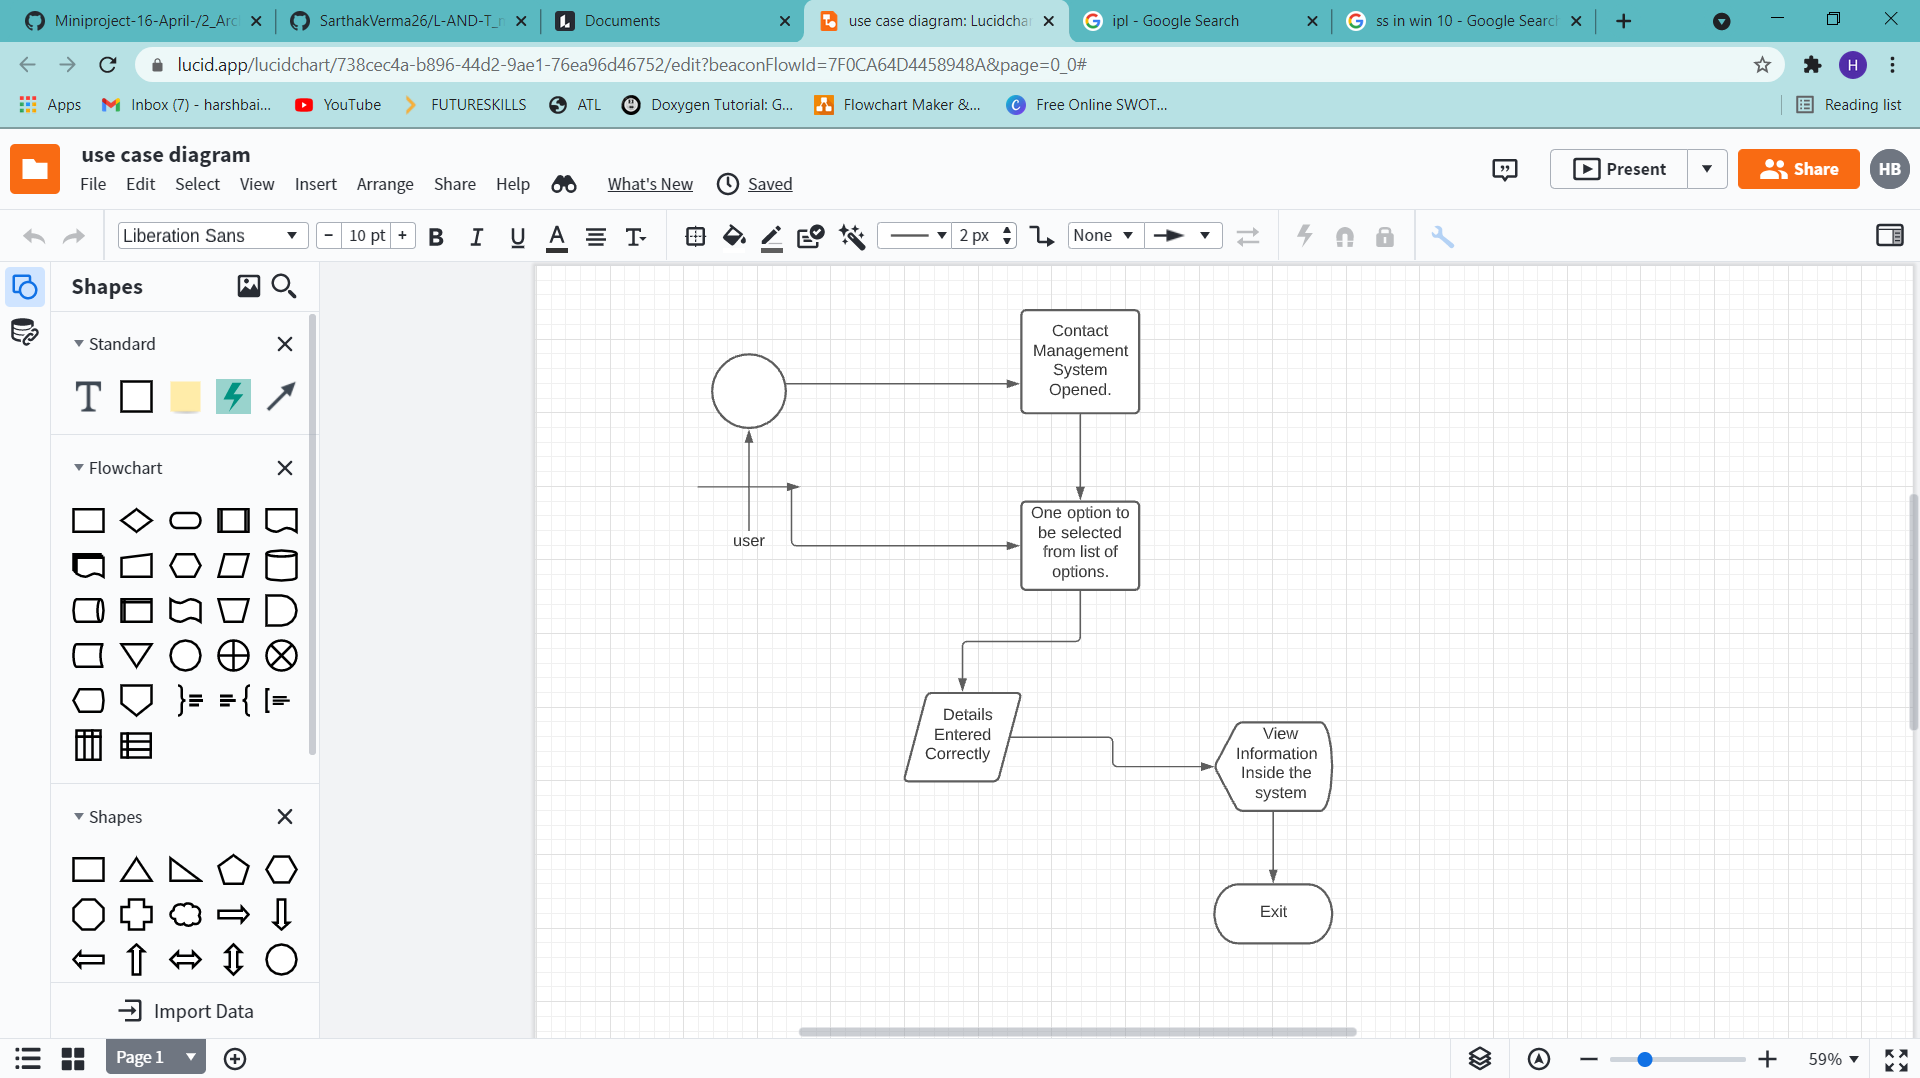 Miniproject-16-April-/2_Arc
SarthakVerma26/L-AND-T_
Documents
use case diagram: Lucidchar
ipl - Google Search
ss in win 10 - Google Search
lucid.app/lucidchart/738cec4a-b896-44d2-9ae1-76ea96d46752/edit?beaconFlowId=7F0CA64D4458948A&page=0_0#
H
Apps
Inbox (7) - harshbai...
YouTube
FUTURESKILLS
ATL
Doxygen Tutorial: G...
Flowchart Maker &...
Free Online SWOT...
Reading list
use case diagram
File Edit Select View Insert Arrange Share Help What's New Saved
Present
Share
HB
Liberation Sans
- 10 pt +
B I U A T
2 px
None
Shapes
Standard
T
Flowchart
Shapes
Import Data
Contact
Management
System
Opened.
user
One option to
be selected
from list of
options.
Details
Entered
Correctly
View
Information
Inside the
system
Exit
Page 1
59%